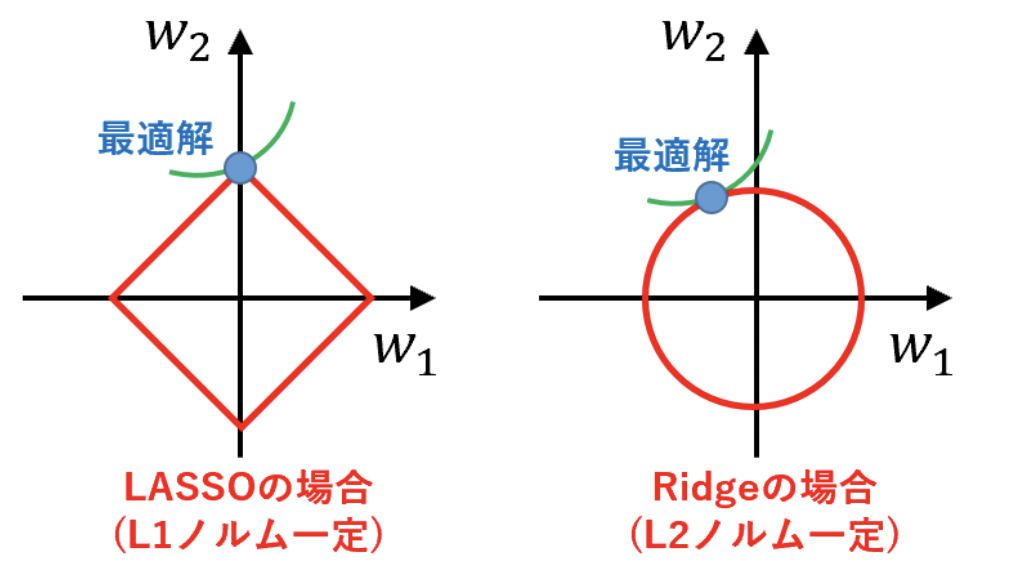 w2
最適解
w1
LASSOの場合
(L1ノルム一定)
w2
最適解
w1
Ridgeの場合
(L2ノルム一定)